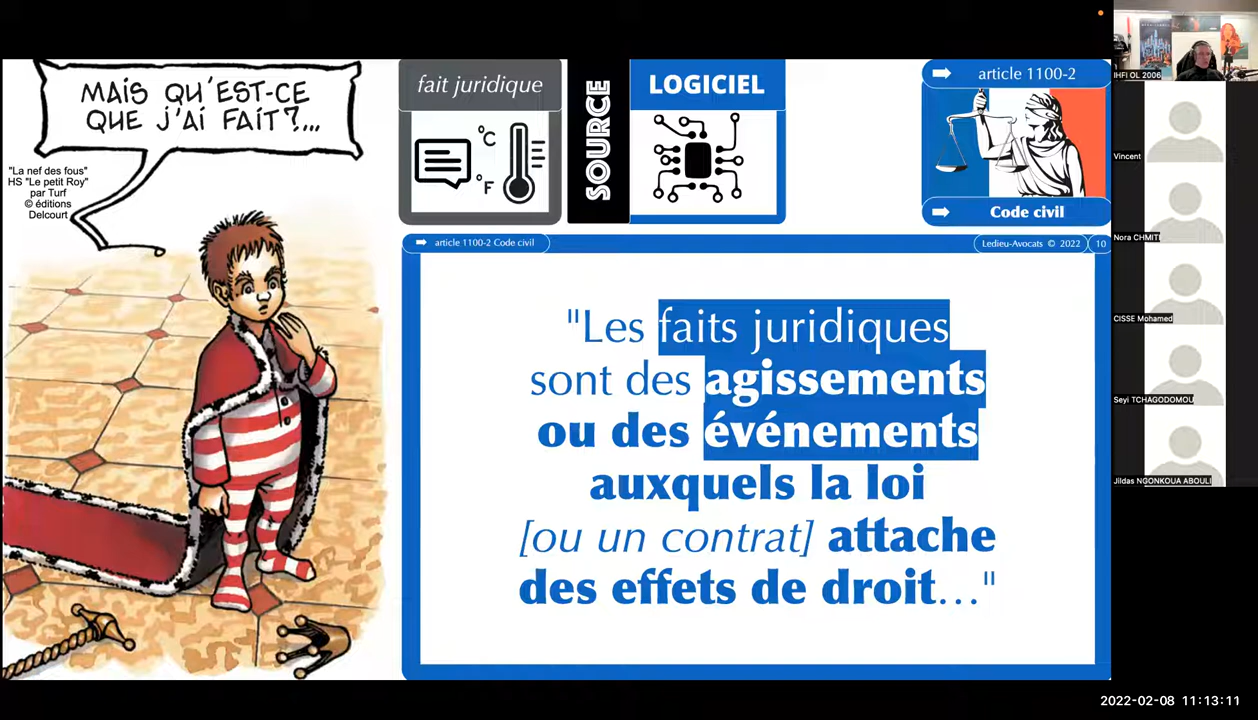 MAIS QU'EST-CE
QUE J'AI FAIT?...
"La nef des fous"
HS "Le petit Roy"
par Turf
© éditions
Delcourt
fait juridique
°C
°F
SOURCE
LOGICIEL
article 1100-2
Code civil
article 1100-2 Code civil
Ledieu-Avocats © 2022
10
"Les faits juridiques
sont des agissements
ou des événements
auxquels la loi
[ou un contrat] attache
des effets de droit..."
IHFI OL 2006
Vincent
Nora CHMITI
CISSE Mohamed
Seyi TCHAGODOMOU
Jildas NGONKOUA ABOULI
2022-02-08 11:13:11